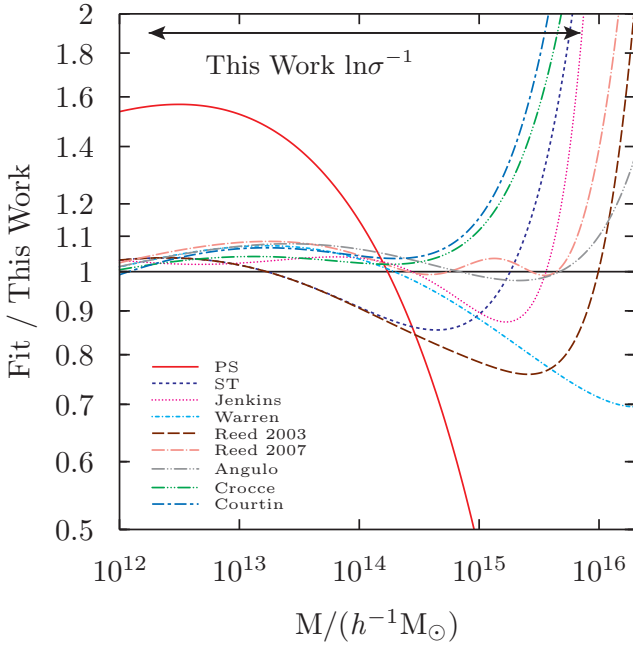 This Work lnσ⁻¹
Fit / This Work
2
1.6
1.4
1.2
1.1
1
0.9
0.8
0.7
0.6
0.5
PS
ST
Jenkins
Warren
Reed 2003
Reed 2007
Angulo
Crocce
Courtin
10¹² 10¹³ 10¹⁴ 10¹⁵ 10¹⁶
M/(h⁻¹M⊙)